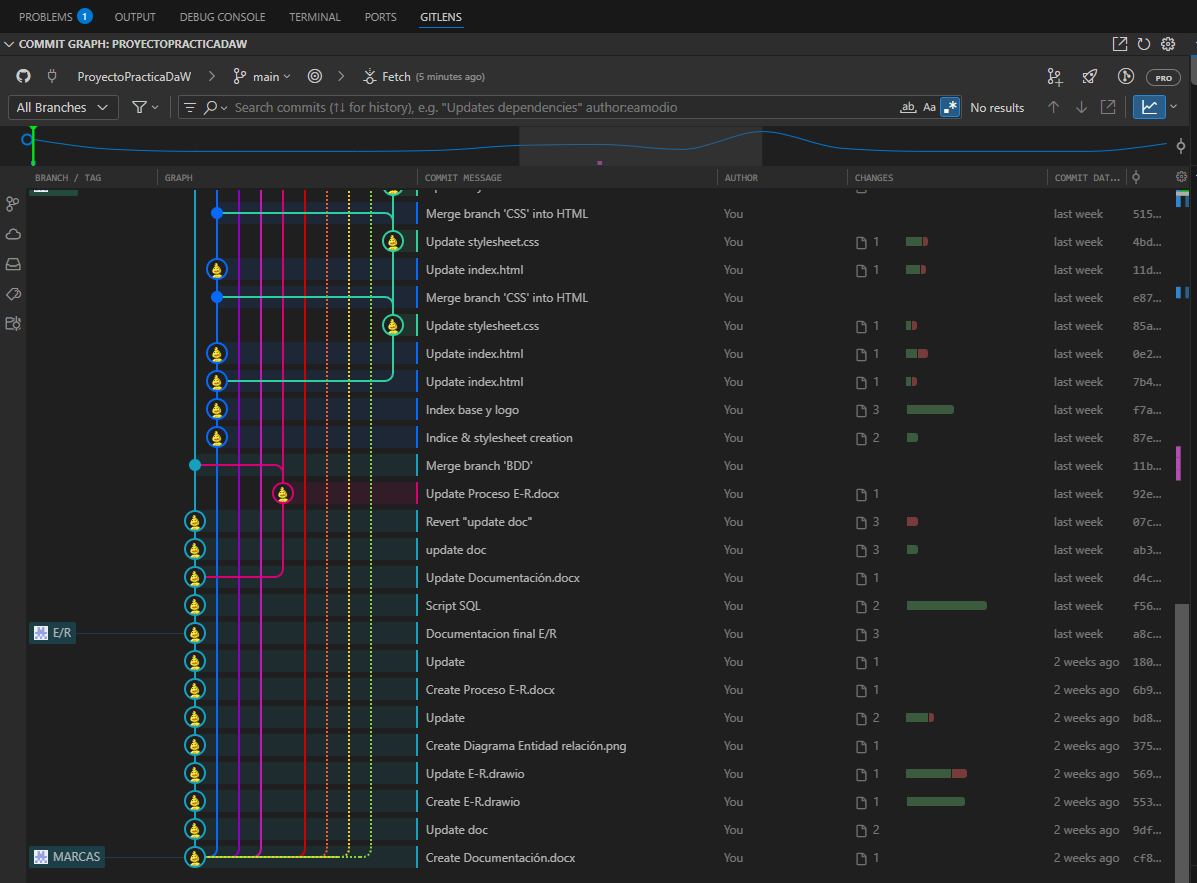 PROBLEMS 1 OUTPUT DEBUG CONSOLE TERMINAL PORTS GITLENS
COMMIT GRAPH: PROYECTOPRACTICADAW
ProyectoPracticaDaW main Fetch (5 minutes ago) PRO
All Branches Search commits (↑↓ for history), e.g. "Updates dependencies" author:eamodio ab Aa .* No results
BRANCH / TAG GRAPH COMMIT MESSAGE AUTHOR CHANGES COMMIT DAT...
Merge branch 'CSS' into HTML You last week 515...
Update stylesheet.css You 1 last week 4bd...
Update index.html You 1 last week 11d...
Merge branch 'CSS' into HTML You last week e87...
Update stylesheet.css You 1 last week 85a...
Update index.html You 1 last week 0e2...
Update index.html You 1 last week 7b4...
Index base y logo You 3 last week f7a...
Indice & stylesheet creation You 2 last week 87e...
Merge branch 'BDD' You last week 11b...
Update Proceso E-R.docx You 1 last week 92e...
Revert "update doc" You 3 last week 07c...
update doc You 3 last week ab3...
Update Documentación.docx You 1 last week d4c...
Script SQL You 2 last week f56...
E/R Documentacion final E/R You 3 last week a8c...
Update You 1 2 weeks ago 180...
Create Proceso E-R.docx You 1 2 weeks ago 6b9...
Update You 2 2 weeks ago bd8...
Create Diagrama Entidad relación.png You 1 2 weeks ago 375...
Update E-R.drawio You 1 2 weeks ago 569...
Create E-R.drawio You 1 2 weeks ago 553...
Update doc You 2 2 weeks ago 9df...
MARCAS Create Documentación.docx You 1 2 weeks ago cf8...